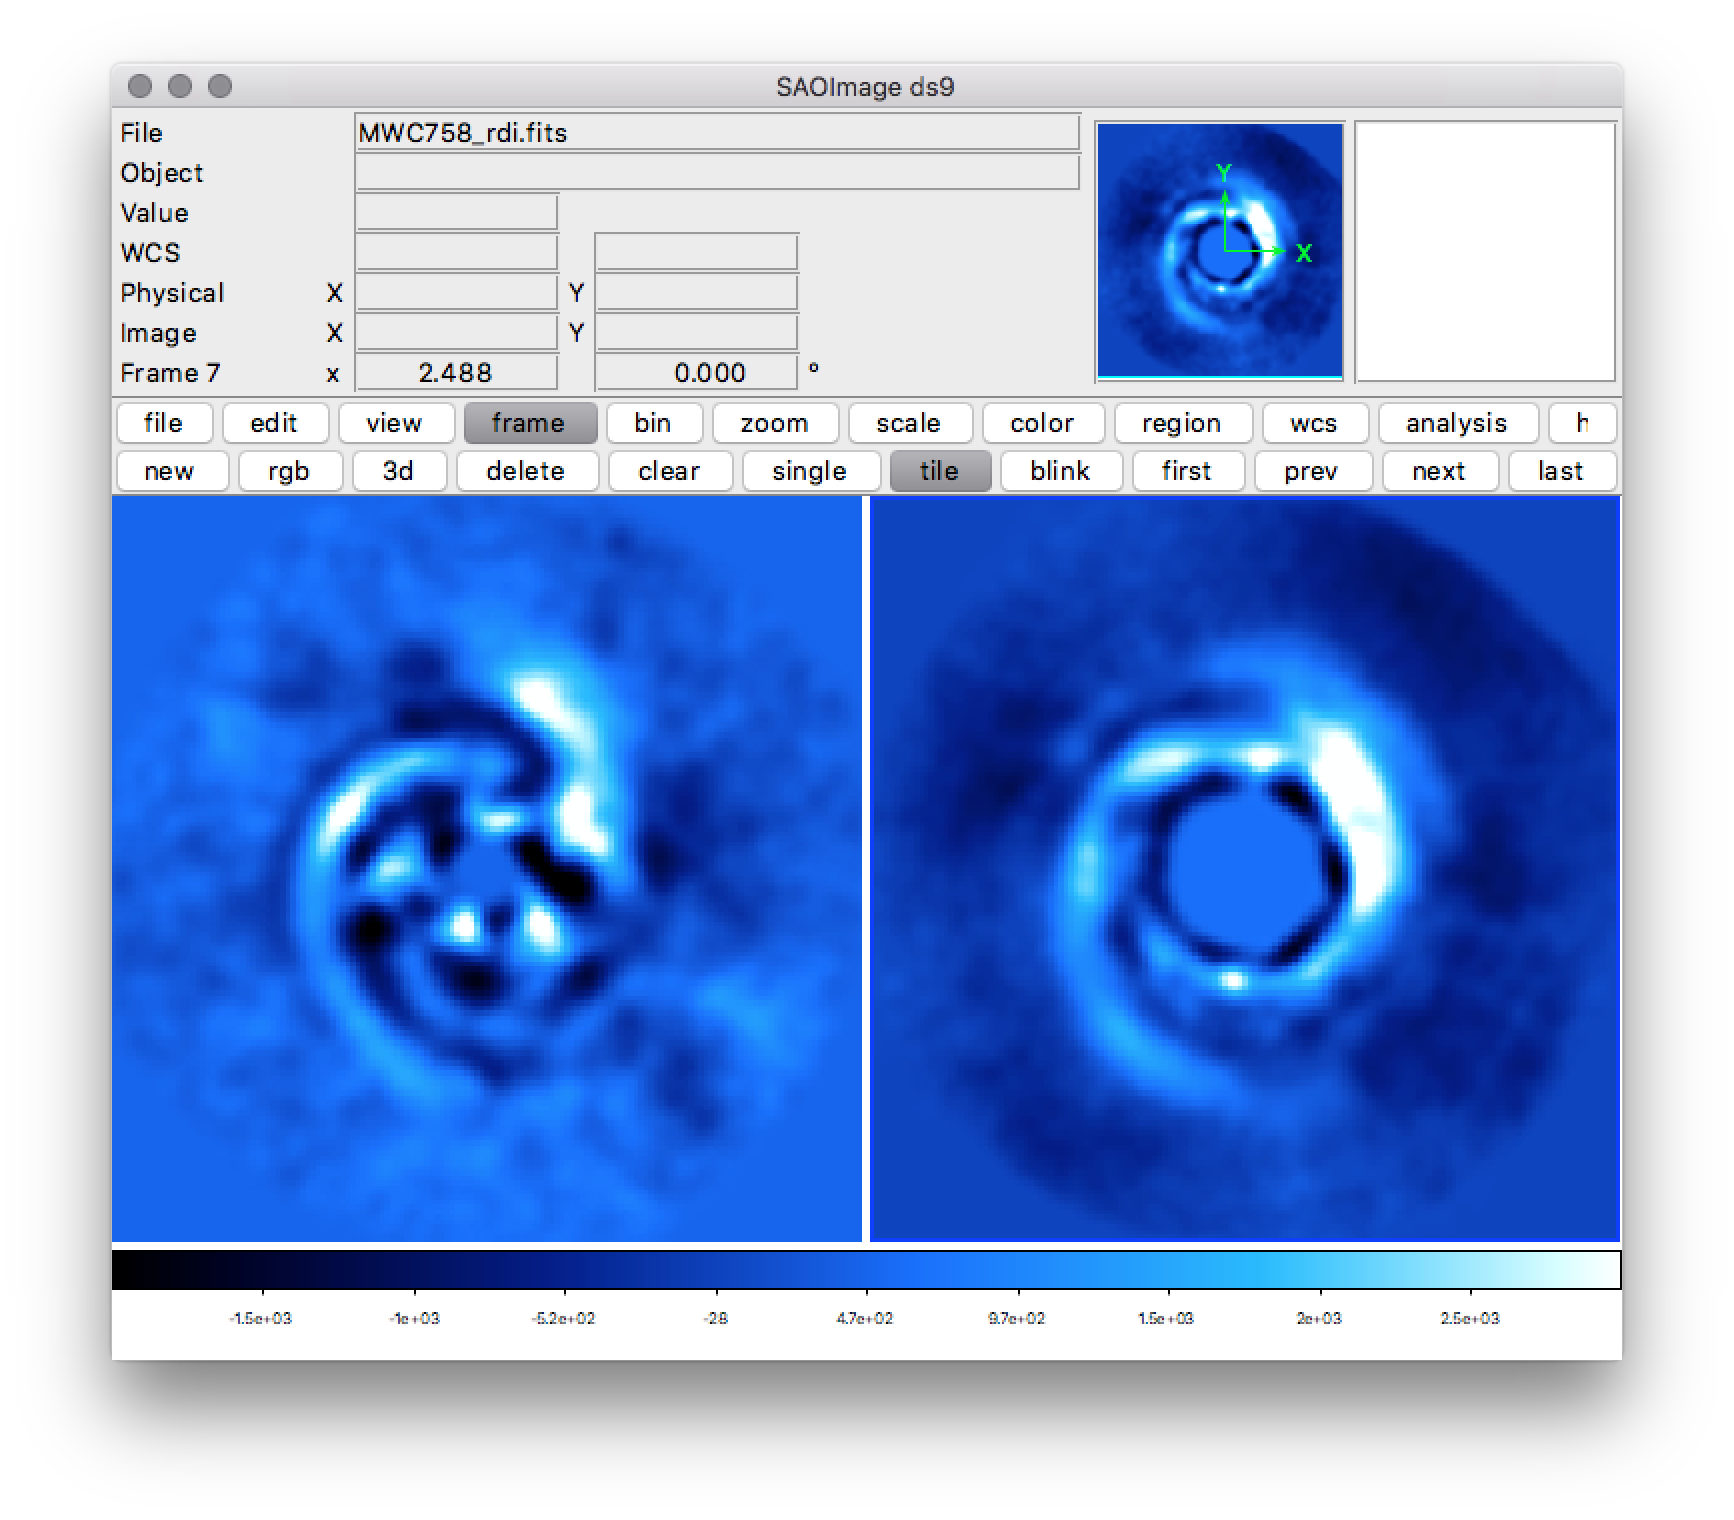 SAOImage ds9
File MWC758_rdi.fits
Object
Value
WCS
Physical X Y
Image X Y
Frame 7 x 2.488 0.000 °
Y
X
file edit view frame bin zoom scale color region wcs analysis h
new rgb 3d delete clear single tile blink first prev next last
-1.5e+03 -1e+03 -5.2e+02 -28 4.7e+02 9.7e+02 1.5e+03 2e+03 2.5e+03